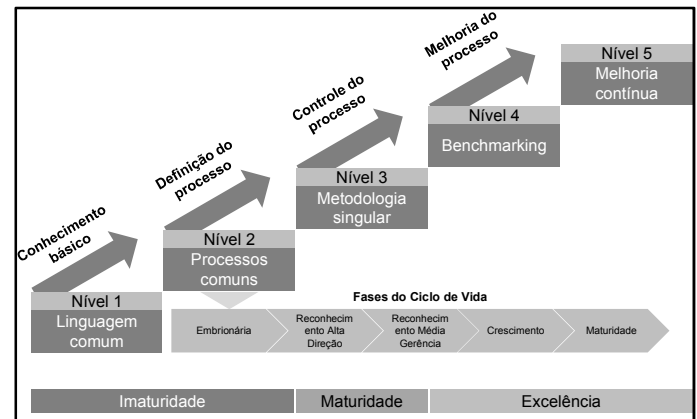 Nível 5
Melhoria
contínua
Melhoria do
processo
Nível 4
Benchmarking
Controle do
processo
Nível 3
Metodologia
singular
Definição do
processo
Nível 2
Processos
comuns
Conhecimento
básico
Nível 1
Linguagem
comum
Fases do Ciclo de Vida
Embrionária
Reconhecim
ento Alta
Direção
Reconhecim
ento Média
Gerência
Crescimento
Maturidade
Imaturidade
Maturidade
Excelência